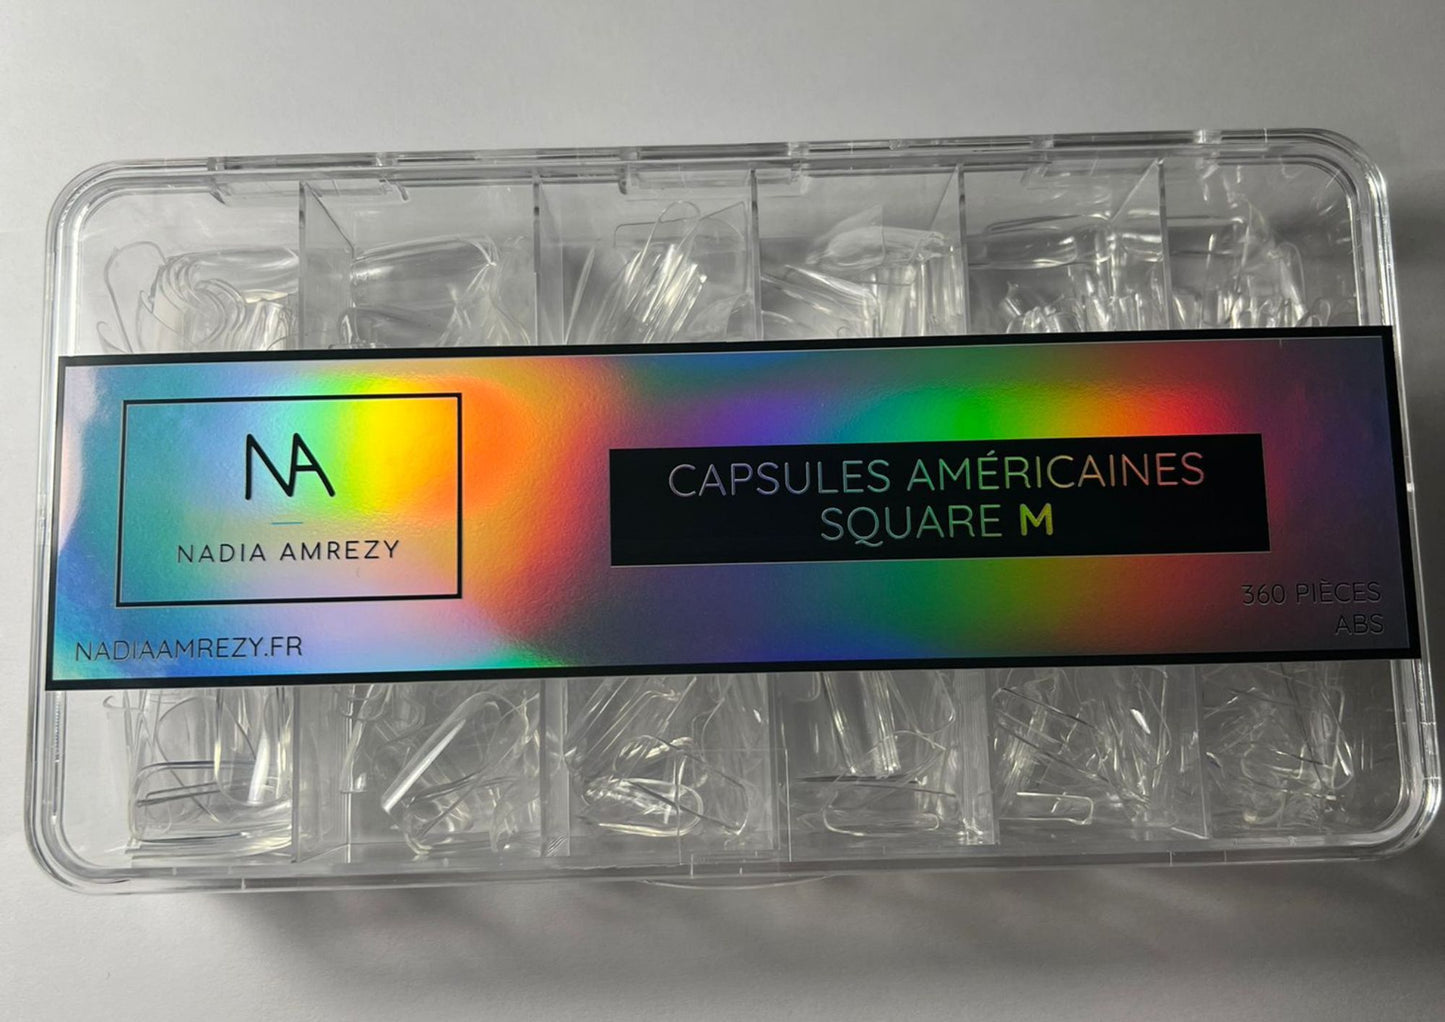 NA
NADIA AMREZY
NADIAAMREZY.FR
CAPSULES AMÉRICAINES
SQUARE M
360 PIÈCES
ABS